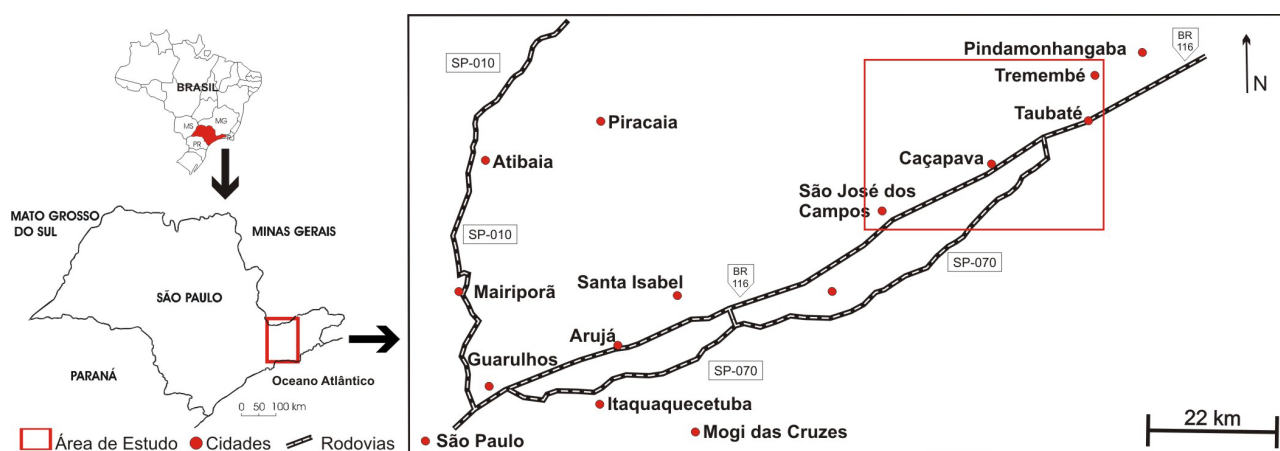 BRASIL
MS
MG
PR
MATO GROSSO
DO SUL
MINAS GERAIS
SÃO PAULO
PARANÁ
Oceano Atlântico
0 50 100 km
Área de Estudo
Cidades
Rodovias
SP-010
Piracaia
Atibaia
SP-010
Mairiporã
Santa Isabel
BR
116
Arujá
Guarulhos
SP-070
Itaquaquecetuba
Mogi das Cruzes
São Paulo
Pindamonhangaba
BR
116
Tremembé
Taubaté
Caçapava
São José dos
Campos
SP-070
N
22 km